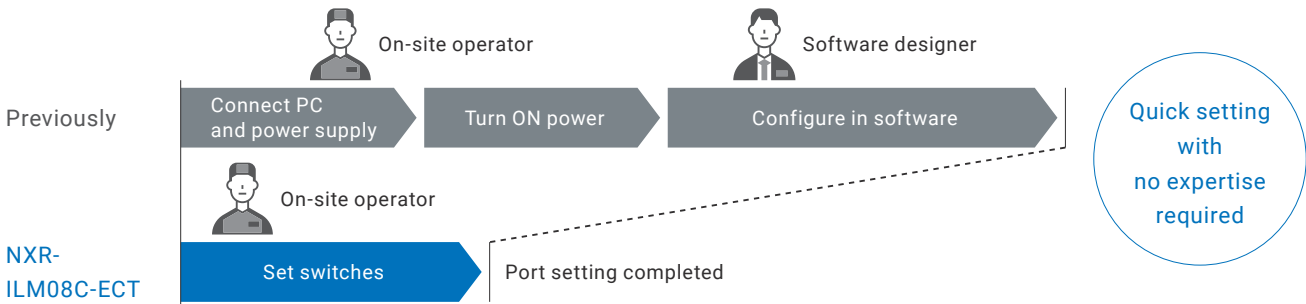 On-site operator
Software designer
Previously
Connect PC
and power supply
Turn ON power
Configure in software
Quick setting
with
no expertise
required
On-site operator
NXR-
ILM08C-ECT
Set switches
Port setting completed